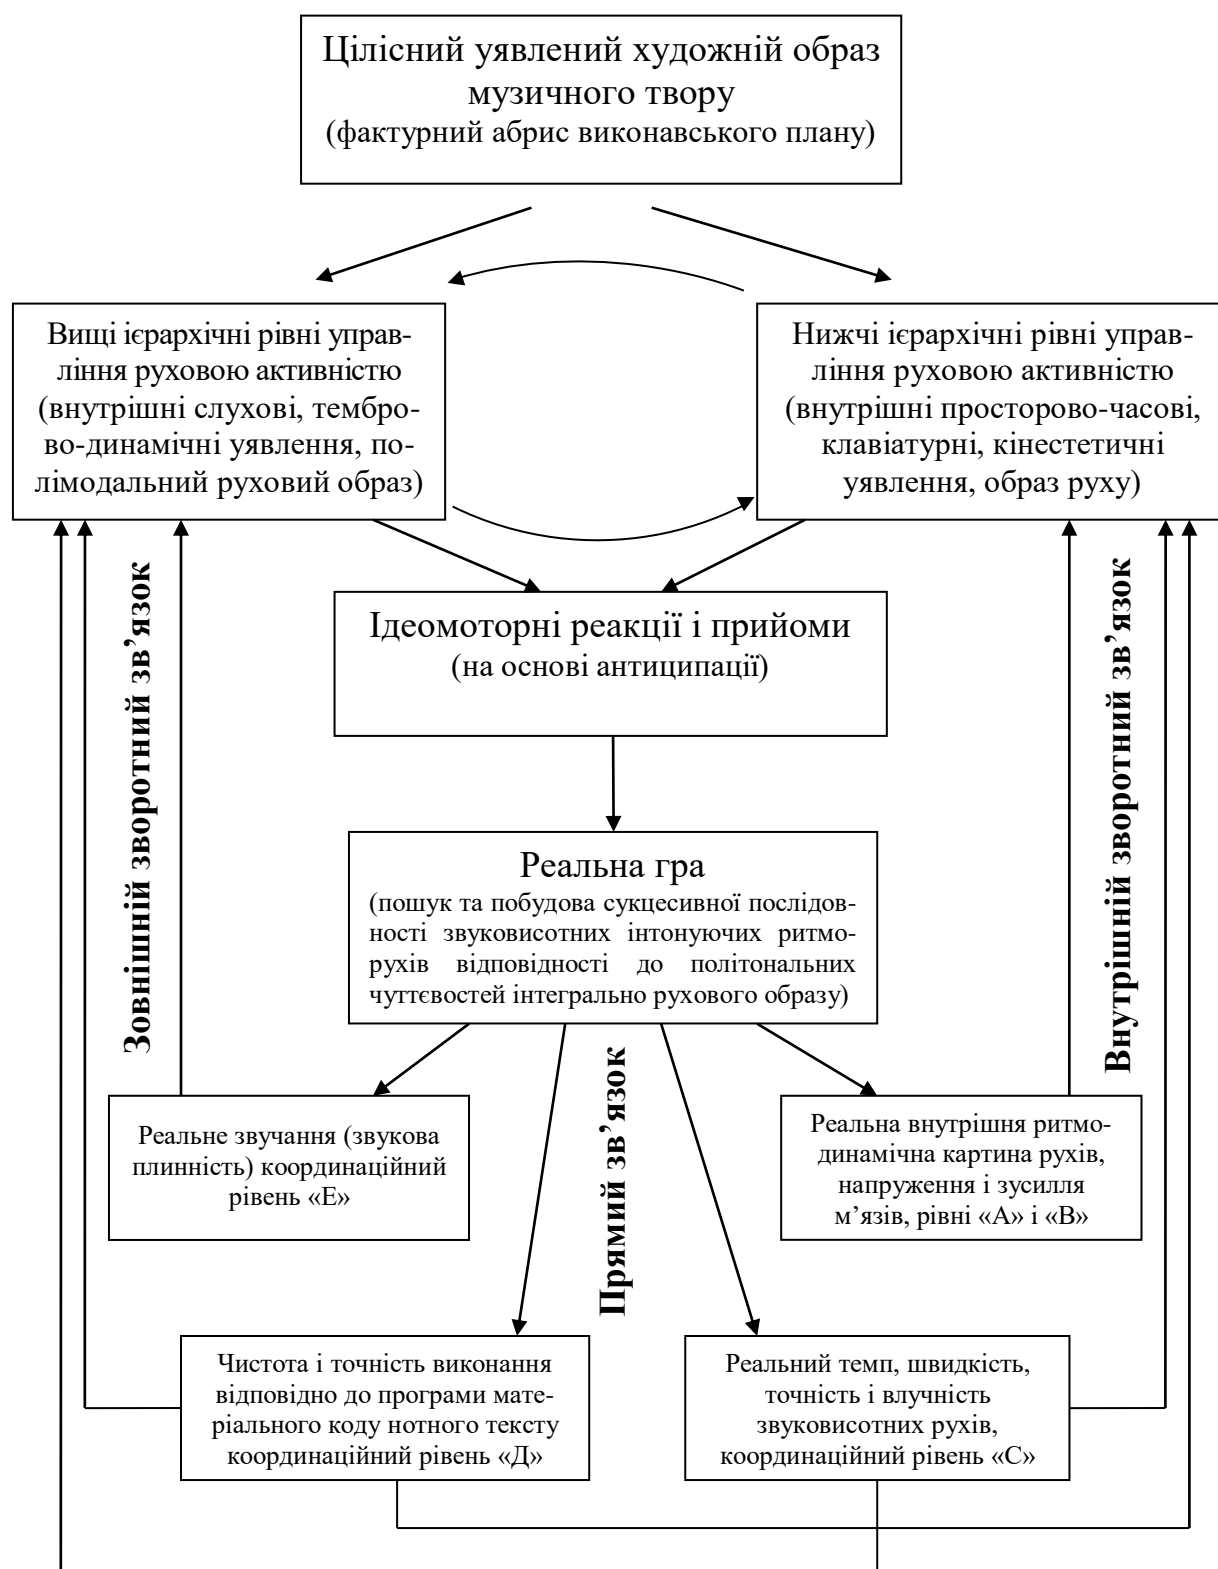 Цілісний уявлений художній образ
музичного твору
(фактурний абрис виконавського плану)
Вищі ієрархічні рівні управ-
ління руховою активністю
(внутрішні слухові, тембро-
во-динамічні уявлення, по-
лімодальний руховий образ)
Нижчі ієрархічні рівні управ-
ління руховою активністю
(внутрішні просторово-часові,
клавіатурні, кінестетичні
уявлення, образ руху)
Ідеомоторні реакції і прийоми
(на основі антиципації)
Зовнішній зворотний зв’язок
Внутрішній зворотний зв’язок
Реальна гра
(пошук та побудова сукцесивної послідов-
ності звуковисотних інтонуючих ритмо-
рухів відповідності до політональних
чуттєвостей інтегрально рухового образу)
Прямий зв’язок
Реальне звучання (звукова
плинність) координаційний
рівень «Е»
Реальна внутрішня ритмо-
динамічна картина рухів,
напруження і зусилля
м’язів, рівні «А» і «В»
Чистота і точність виконання
відповідно до програми мате-
ріального коду нотного тексту
координаційний рівень «Д»
Реальний темп, швидкість,
точність і влучність
звуковисотних рухів,
координаційний рівень «С»